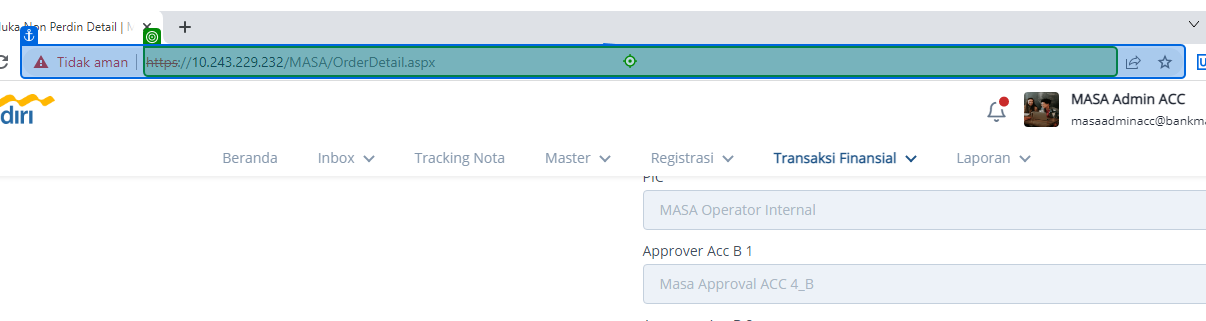 Non Perdin Detail |
Tidak aman | https://10.243.229.232/MASA/OrderDetail.aspx
diri
MASA Admin ACC
masaadminacc@bankma
Beranda Inbox Tracking Nota Master Registrasi Transaksi Finansial Laporan
PIC
MASA Operator Internal
Approver Acc B 1
Masa Approval ACC 4_B